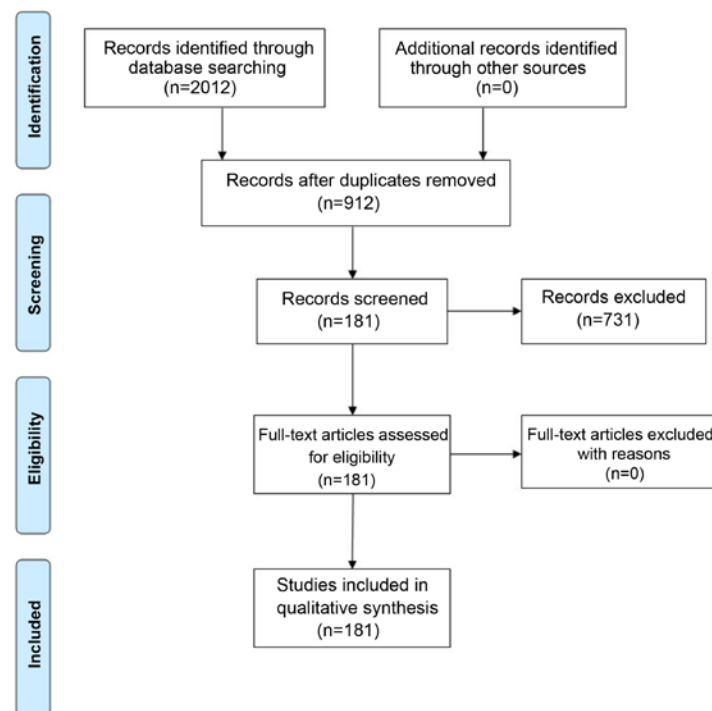 Identification
Records identified through
database searching
(n=2012)
Additional records identified
through other sources
(n=0)
Records after duplicates removed
(n=912)
Screening
Records screened
(n=181)
Records excluded
(n=731)
Eligibility
Full-text articles assessed
for eligibility
(n=181)
Full-text articles excluded
with reasons
(n=0)
Included
Studies included in
qualitative synthesis
(n=181)